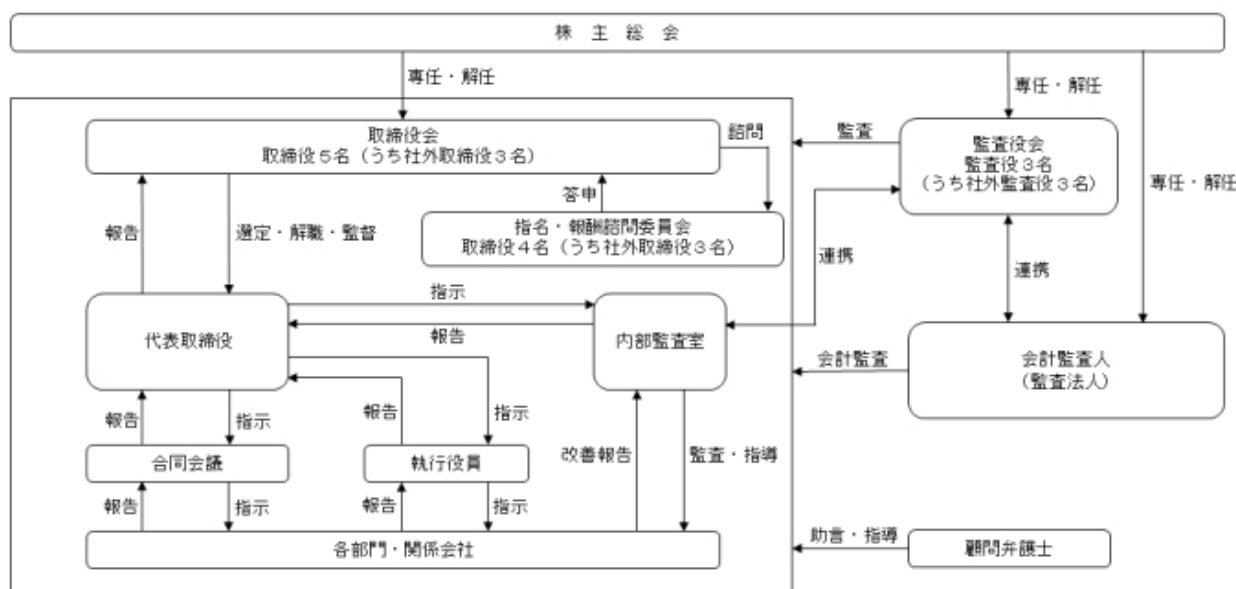 株主総会
専任・解任
専任・解任
専任・解任
取締役会
取締役5名（うち社外取締役3名）
諮問
監査
監査役会
監査役3名
（うち社外監査役3名）
答申
指名・報酬諮問委員会
取締役4名（うち社外取締役3名）
報告
選定・解職・監督
連携
連携
代表取締役
指示
報告
内部監査室
会計監査
会計監査人
（監査法人）
報告
指示
報告
指示
改善報告
監査・指導
合同会議
執行役員
報告
指示
報告
指示
各部門・関係会社
助言・指導
顧問弁護士